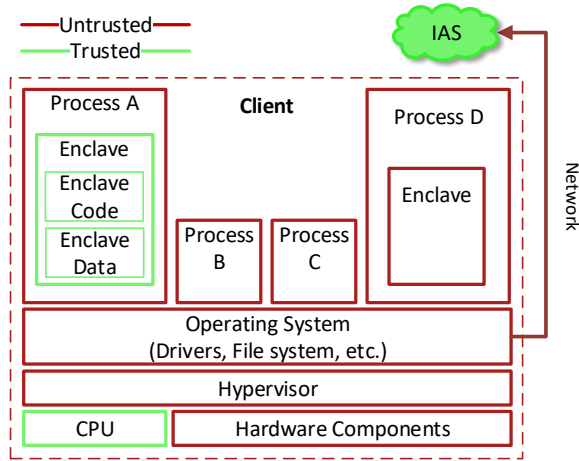 Untrusted
Trusted
IAS
Client
Process A
Enclave
Enclave
Code
Enclave
Data
Process
B
Process
C
Process D
Enclave
Network
Operating System
(Drivers, File system, etc.)
Hypervisor
CPU
Hardware Components